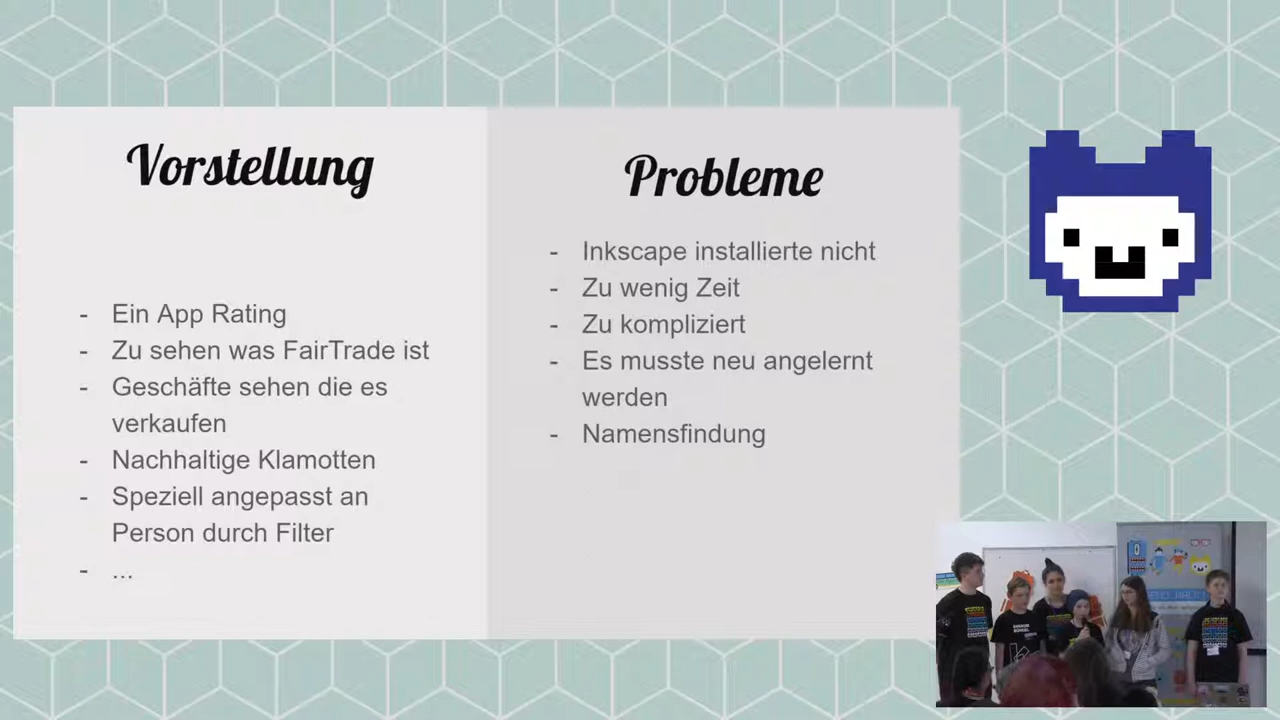 Vorstellung
- Ein App Rating
- Zu sehen was FairTrade ist
- Geschäfte sehen die es
verkaufen
- Nachhaltige Klamotten
- Speziell angepasst an
Person durch Filter
- ...
Probleme
- Inkscape installierte nicht
- Zu wenig Zeit
- Zu kompliziert
- Es musste neu angelernt
werden
- Namensfindung